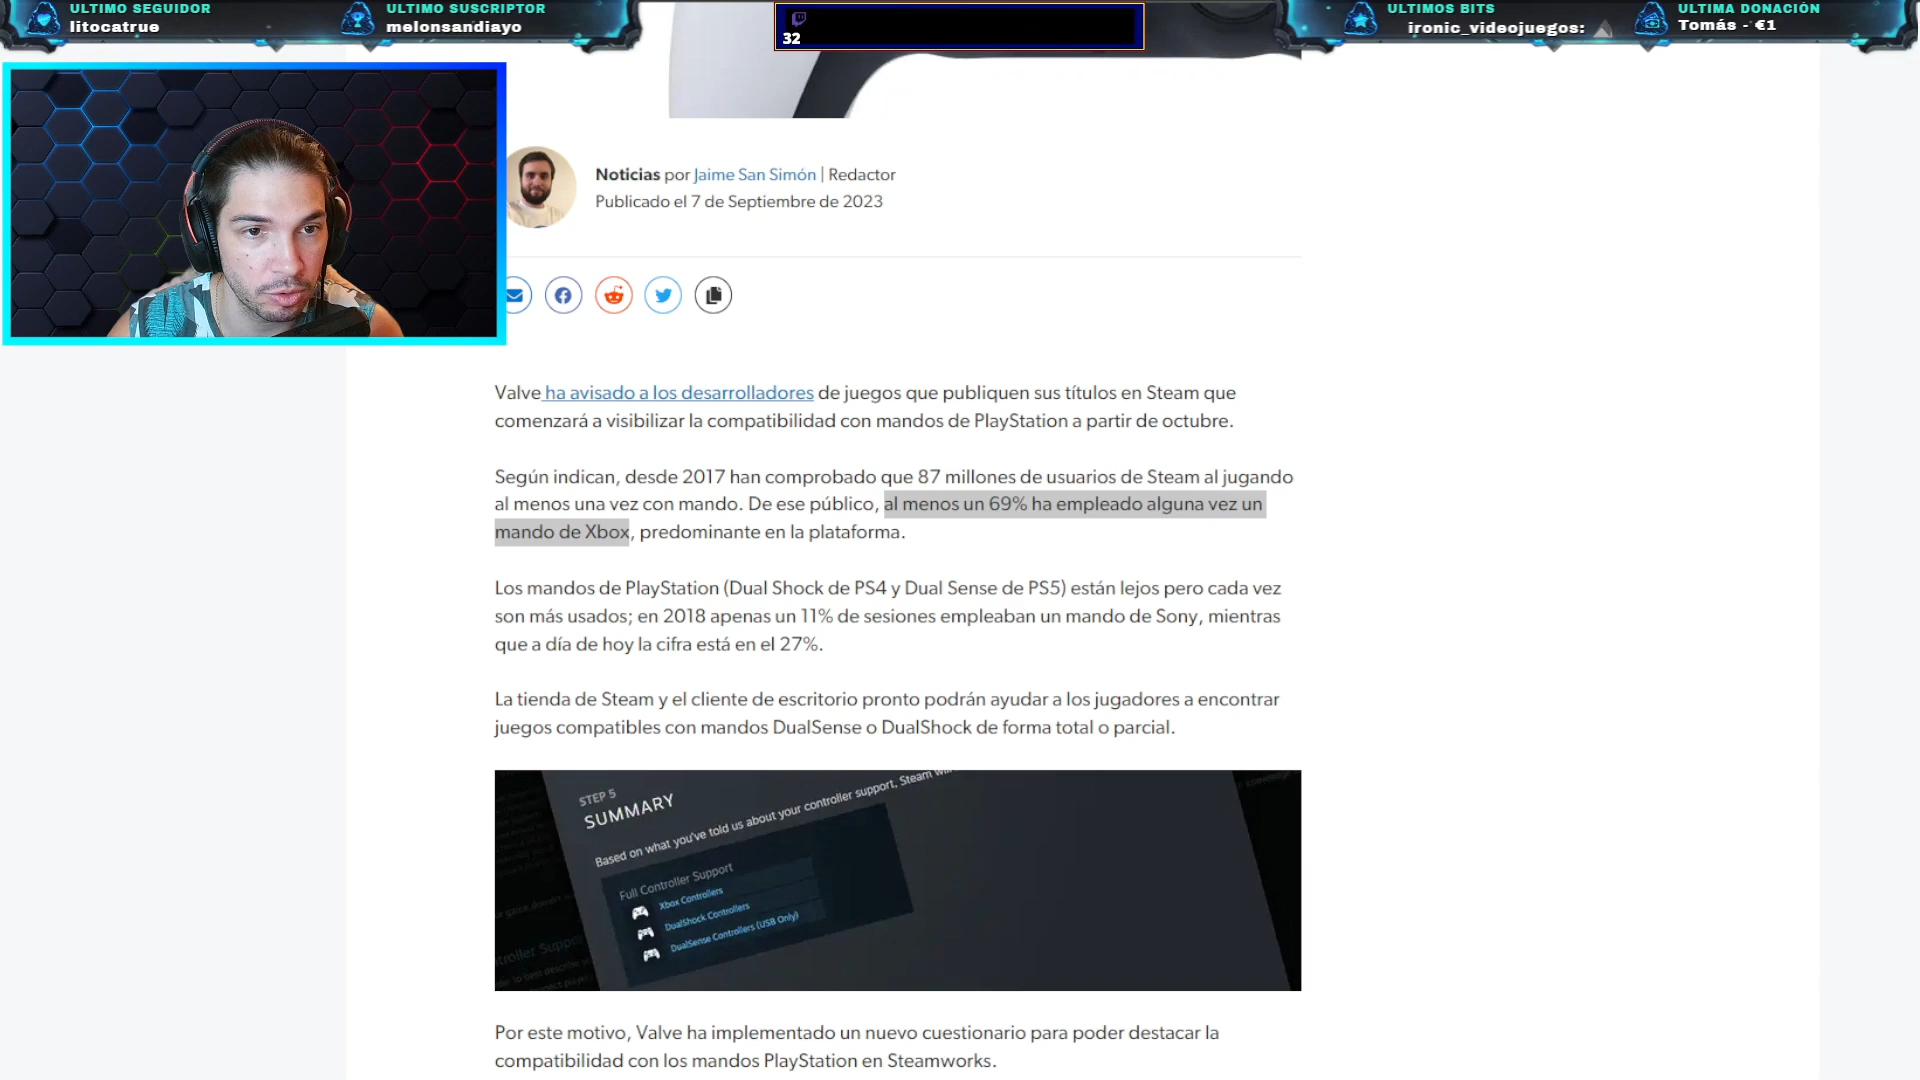 ULTIMO SEGUIDOR
litocatrue
ULTIMO SUSCRIPTOR
melonsandiayo
32
ULTIMOS BITS
ironic_videojuegos:
ULTIMA DONACIÓN
Tomás - €1
Noticias por Jaime San Simón | Redactor
Publicado el 7 de Septiembre de 2023
Valve ha avisado a los desarrolladores de juegos que publiquen sus títulos en Steam que
comenzará a visibilizar la compatibilidad con mandos de PlayStation a partir de octubre.
Según indican, desde 2017 han comprobado que 87 millones de usuarios de Steam al jugando
al menos una vez con mando. De ese público, al menos un 69% ha empleado alguna vez un
mando de Xbox, predominante en la plataforma.
Los mandos de PlayStation (Dual Shock de PS4 y Dual Sense de PS5) están lejos pero cada vez
son más usados; en 2018 apenas un 11% de sesiones empleaban un mando de Sony, mientras
que a día de hoy la cifra está en el 27%.
La tienda de Steam y el cliente de escritorio pronto podrán ayudar a los jugadores a encontrar
juegos compatibles con mandos DualSense o DualShock de forma total o parcial.
STEP 5
SUMMARY
Based on what you've told us about your controller support, Steam
Full Controller Support
Xbox Controllers
DualShock Controllers
DualSense Controllers (USB Only)
Por este motivo, Valve ha implementado un nuevo cuestionario para poder destacar la
compatibilidad con los mandos PlayStation en Steamworks.